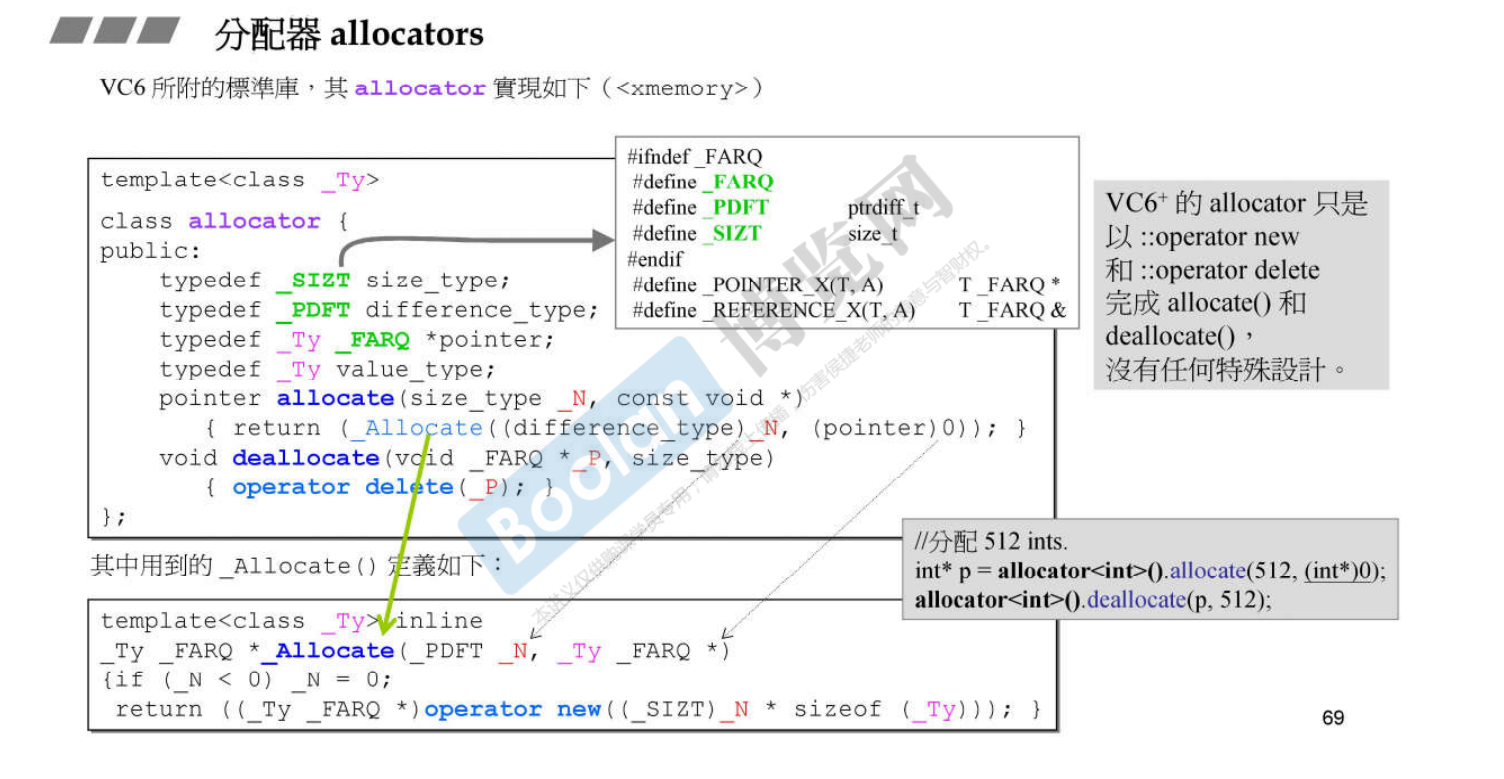 分配器 allocators
VC6 所附的標準庫，其 allocator 實現如下（<xmemory>）
template<class _Ty>
class allocator {
public:
typedef _SIZT size_type;
typedef _PDFT difference_type;
typedef _Ty _FARQ *pointer;
typedef _Ty value_type;
pointer allocate(size_type _N, const void *)
{ return (_Allocate((difference_type)_N, (pointer)0)); }
void deallocate(void _FARQ *_P, size_type)
{ operator delete(_P); }
};
#ifndef _FARQ
#define _FARQ
#define _PDFT ptrdiff_t
#define _SIZT size_t
#endif
#define _POINTER_X(T, A) T _FARQ *
#define _REFERENCE_X(T, A) T _FARQ &
VC6+ 的 allocator 只是
以 ::operator new
和 ::operator delete
完成 allocate() 和
deallocate()，
沒有任何特殊設計。
其中用到的 _Allocate() 定義如下：
//分配 512 ints.
int* p = allocator<int>().allocate(512, (int*)0);
allocator<int>().deallocate(p, 512);
template<class _Ty> inline
_Ty _FARQ *_Allocate(_PDFT _N, _Ty _FARQ *)
{if (_N < 0) _N = 0;
return ((_Ty _FARQ *)operator new((_SIZT)_N * sizeof (_Ty))); }
Boolan 博览网
69